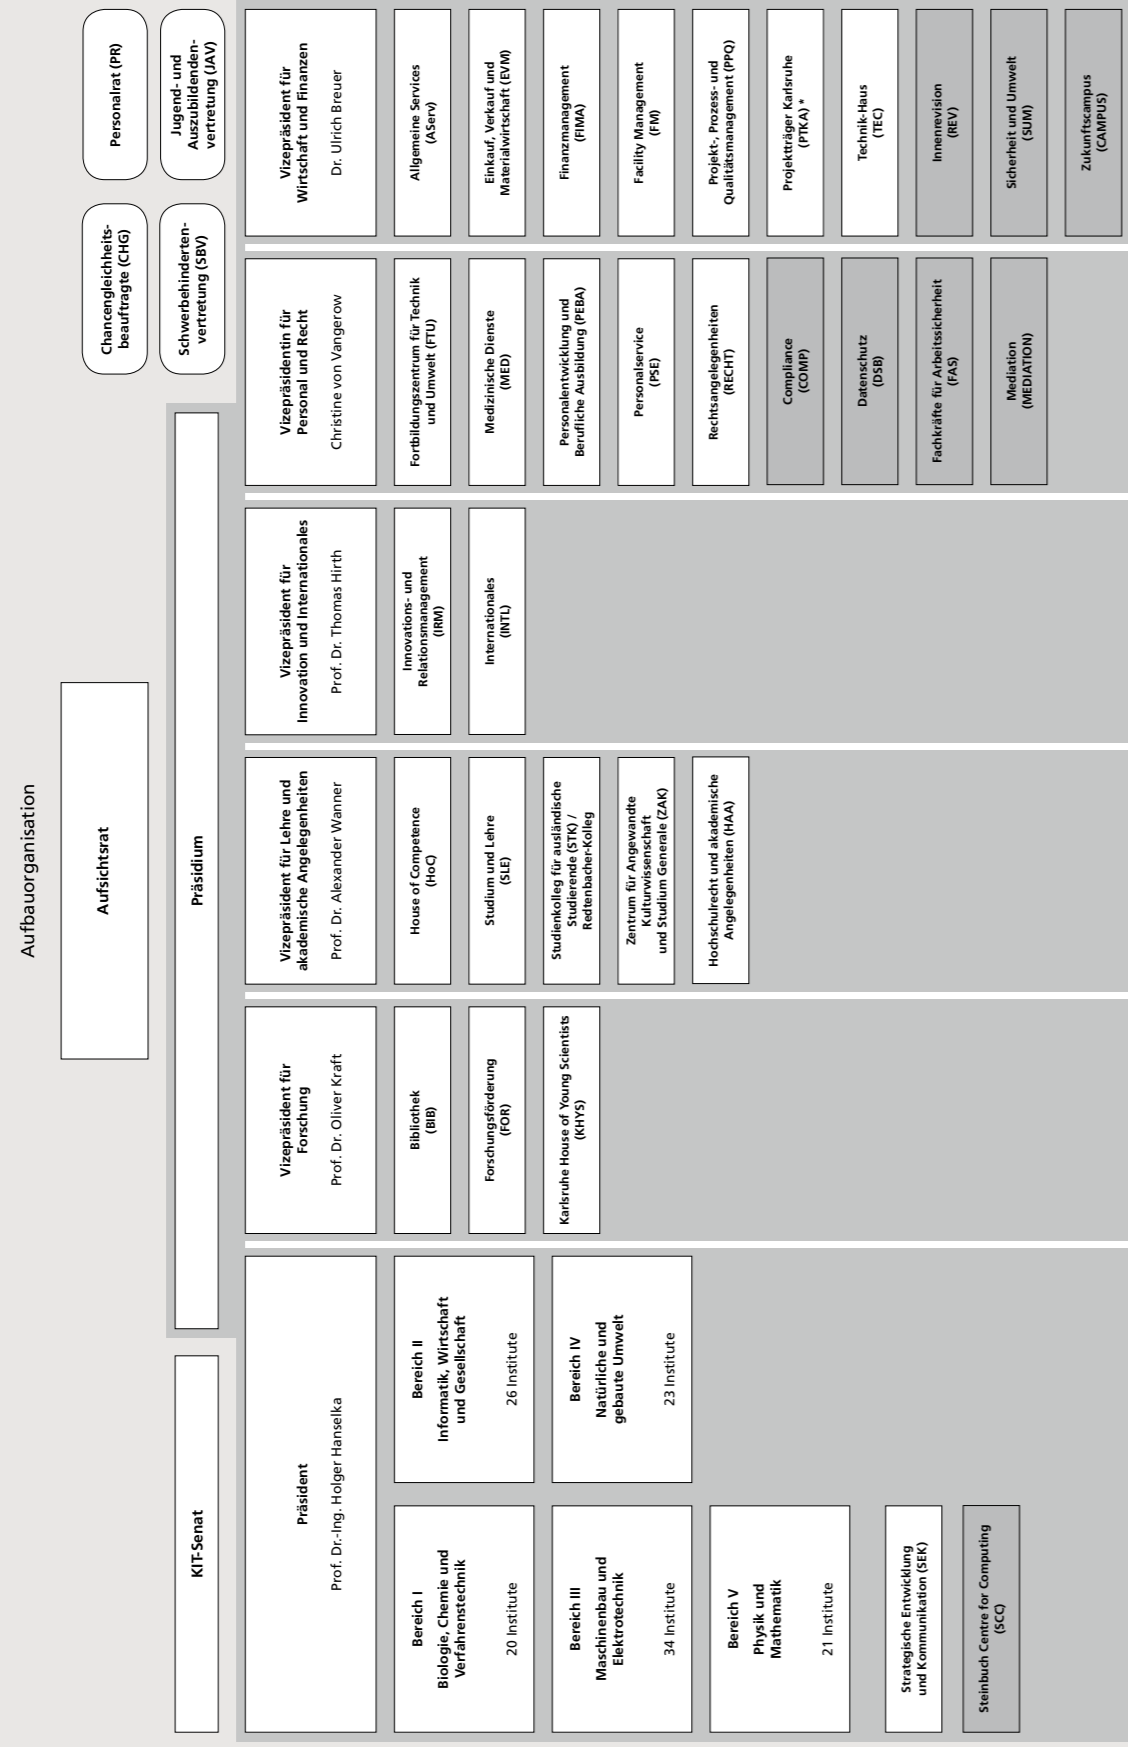 Aufbauorganisation
Aufsichtsrat
KIT-Senat
Präsidium
Chancengleichheits-
beauftragte (CHG)
Personalrat (PR)
Schwerbehinderten-
vertretung (SBV)
Jugend- und
Auszubildenden-
vertretung (JAV)
Präsident
Prof. Dr.-Ing. Holger Hanselka
Bereich I
Biologie, Chemie und
Verfahrenstechnik
20 Institute
Bereich II
Informatik, Wirtschaft
und Gesellschaft
26 Institute
Bereich III
Maschinenbau und
Elektrotechnik
34 Institute
Bereich IV
Natürliche und
gebaute Umwelt
23 Institute
Bereich V
Physik und
Mathematik
21 Institute
Strategische Entwicklung
und Kommunikation (SEK)
Steinbuch Centre for Computing
(SCC)
Vizepräsident für
Forschung
Prof. Dr. Oliver Kraft
Bibliothek
(BIB)
Forschungsförderung
(FOR)
Karlsruhe House of Young Scientists
(KHYS)
Vizepräsident für Lehre und
akademische Angelegenheiten
Prof. Dr. Alexander Wanner
House of Competence
(HoC)
Studium und Lehre
(SLE)
Studienkolleg für ausländische
Studierende (STK) /
Redtenbacher-Kolleg
Zentrum für Angewandte
Kulturwissenschaft
und Studium Generale (ZAK)
Hochschulrecht und akademische
Angelegenheiten (HAA)
Vizepräsident für
Innovation und Internationales
Prof. Dr. Thomas Hirth
Innovations- und
Relationsmanagement
(IRM)
Internationales
(INTL)
Vizepräsidentin für
Personal und Recht
Christine von Vangerow
Fortbildungszentrum für Technik
und Umwelt (FTU)
Medizinische Dienste
(MED)
Personalentwicklung und
Berufliche Ausbildung (PEBA)
Personalservice
(PSE)
Rechtsangelegenheiten
(RECHT)
Compliance
(COMP)
Datenschutz
(DSB)
Fachkräfte für Arbeitssicherheit
(FAS)
Mediation
(MEDIATION)
Vizepräsident für
Wirtschaft und Finanzen
Dr. Ulrich Breuer
Allgemeine Services
(AServ)
Einkauf, Verkauf und
Materialwirtschaft (EVM)
Finanzmanagement
(FIMA)
Facility Management
(FM)
Projekt-, Prozess- und
Qualitätsmanagement (PPQ)
Projektträger Karlsruhe
(PTKA) *
Technik-Haus
(TEC)
Innenrevision
(REV)
Sicherheit und Umwelt
(SUM)
Zukunftscampus
(CAMPUS)